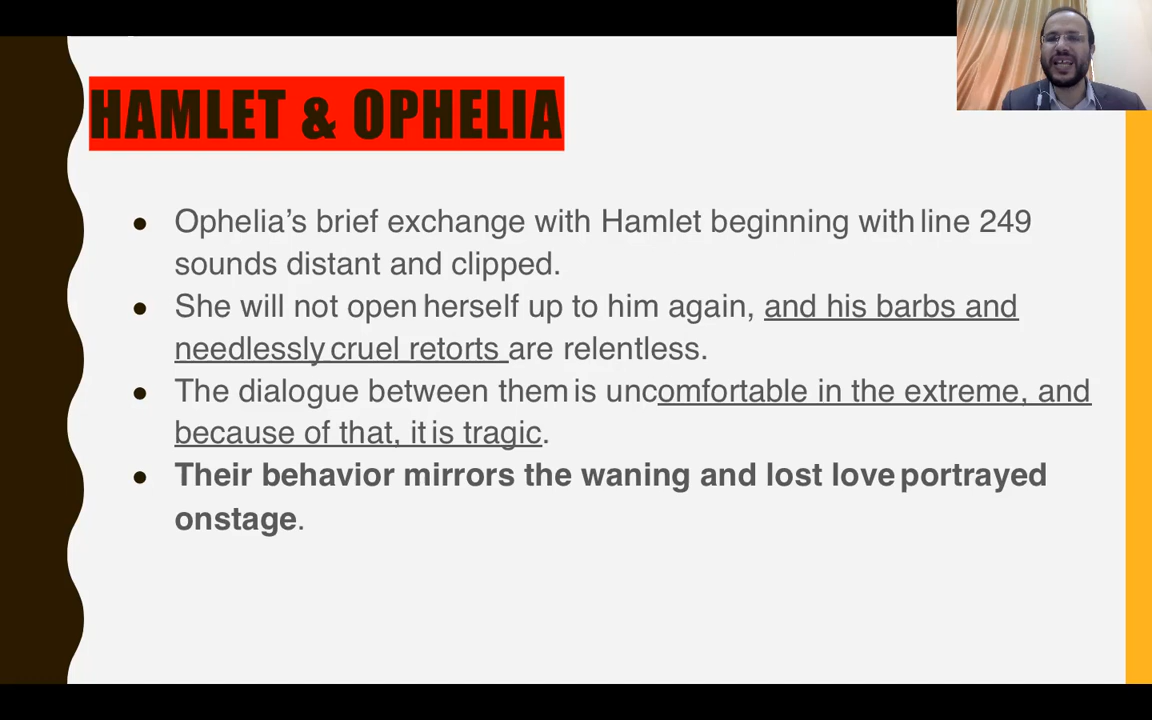 HAMLET & OPHELIA
● Ophelia’s brief exchange with Hamlet beginning with line 249
sounds distant and clipped.
● She will not open herself up to him again, and his barbs and
needlessly cruel retorts are relentless.
● The dialogue between them is uncomfortable in the extreme, and
because of that, it is tragic.
● Their behavior mirrors the waning and lost love portrayed
onstage.